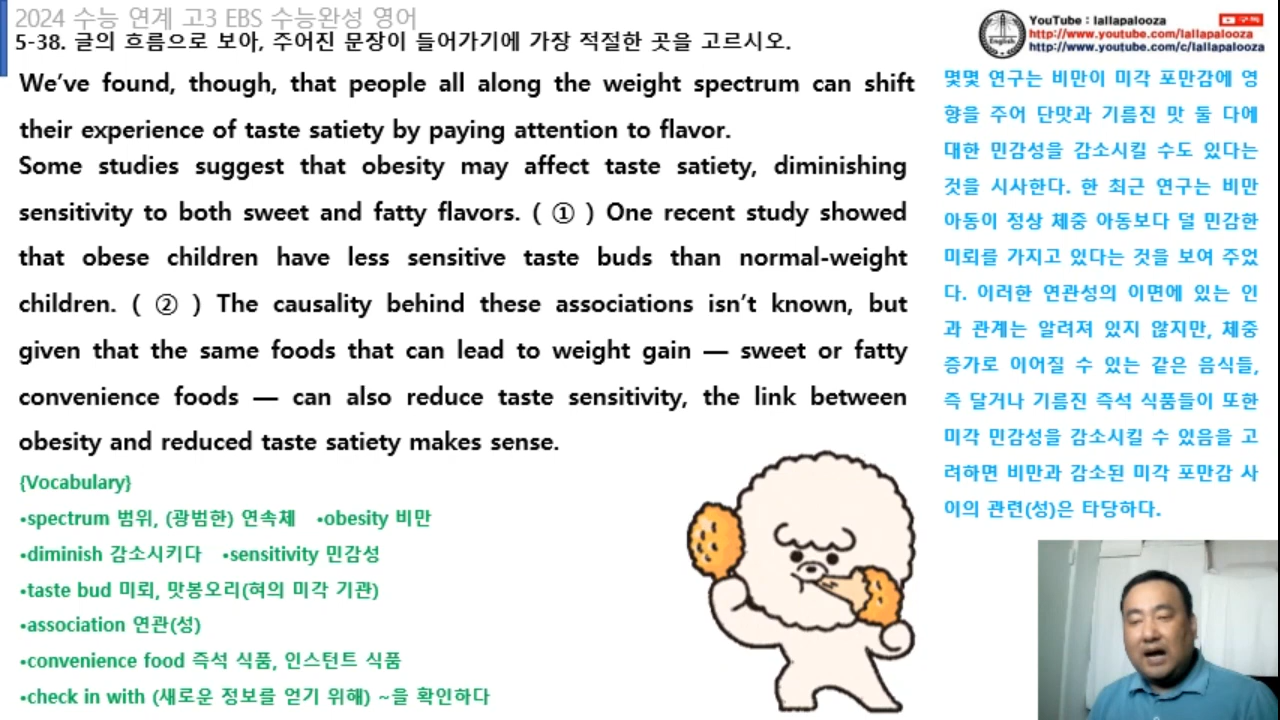 2024 수능 연계 고3 EBS 수능완성 영어
5-38. 글의 흐름으로 보아, 주어진 문장이 들어가기에 가장 적절한 곳을 고르시오.
YouTube : lallapalooza
구독
http://www.youtube.com/lallapalooza
http://www.youtube.com/c/lallapalooza
English
We’ve found, though, that people all along the weight spectrum can shift
their experience of taste satiety by paying attention to flavor.
Some studies suggest that obesity may affect taste satiety, diminishing
sensitivity to both sweet and fatty flavors. ( ① ) One recent study showed
that obese children have less sensitive taste buds than normal-weight
children. ( ② ) The causality behind these associations isn’t known, but
given that the same foods that can lead to weight gain — sweet or fatty
convenience foods — can also reduce taste sensitivity, the link between
obesity and reduced taste satiety makes sense.
{Vocabulary}
•spectrum 범위, (광범한) 연속체 •obesity 비만
•diminish 감소시키다 •sensitivity 민감성
•taste bud 미뢰, 맛봉오리(혀의 미각 기관)
•association 연관(성)
•convenience food 즉석 식품, 인스턴트 식품
•check in with (새로운 정보를 얻기 위해) ~을 확인하다
몇몇 연구는 비만이 미각 포만감에 영
향을 주어 단맛과 기름진 맛 둘 다에
대한 민감성을 감소시킬 수도 있다는
것을 시사한다. 한 최근 연구는 비만
아동이 정상 체중 아동보다 덜 민감한
미뢰를 가지고 있다는 것을 보여 주었
다. 이러한 연관성의 이면에 있는 인
과 관계는 알려져 있지 않지만, 체중
증가로 이어질 수 있는 같은 음식들,
즉 달거나 기름진 즉석 식품들이 또한
미각 민감성을 감소시킬 수 있음을 고
려하면 비만과 감소된 미각 포만감 사
이의 관련(성)은 타당하다.